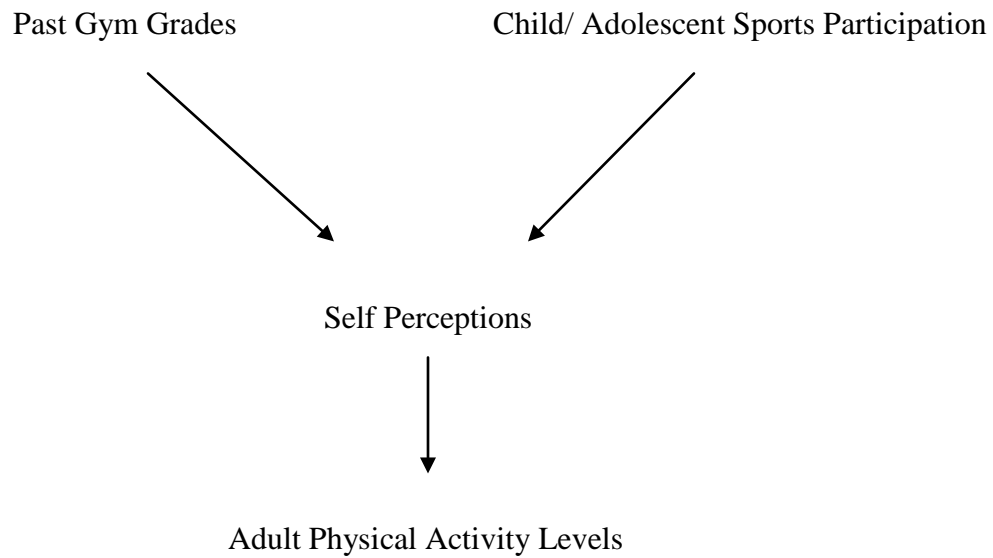 Past Gym Grades
Child/ Adolescent Sports Participation
Self Perceptions
Adult Physical Activity Levels